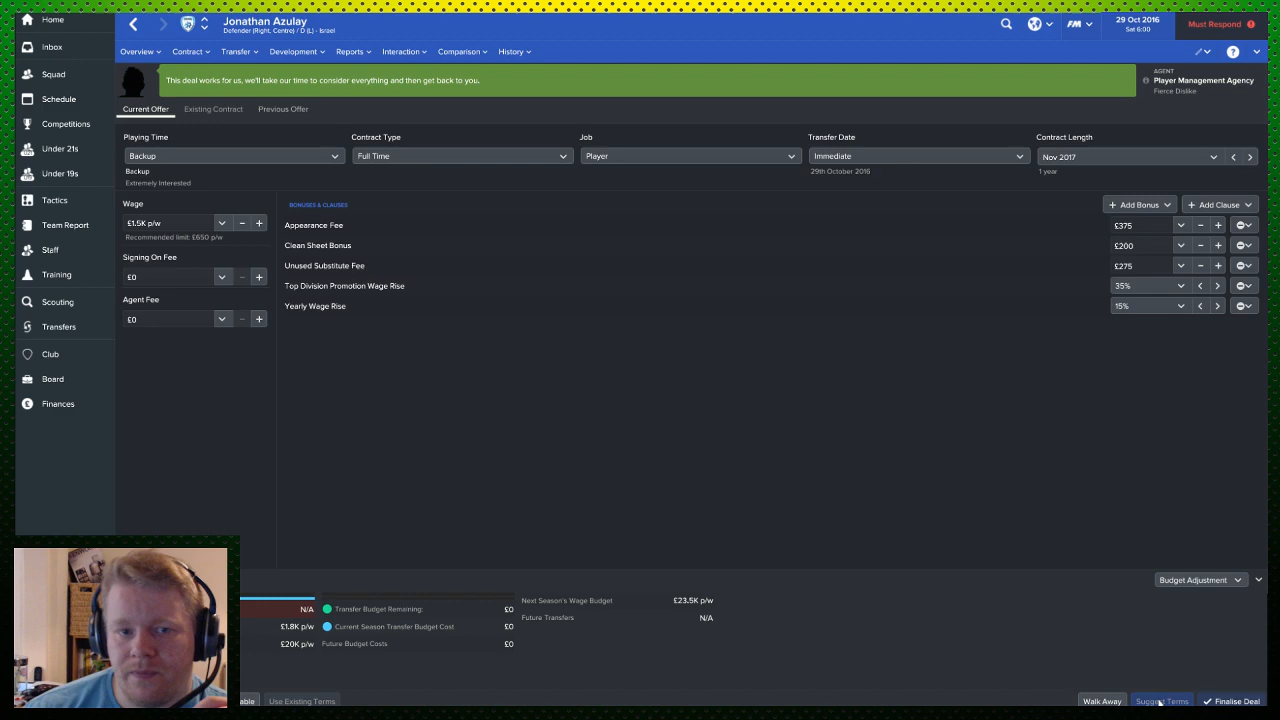 Home
Jonathan Azulay
Defender (Right, Centre) / D (L) - Israel
FM
29 Oct 2016
Sat 6:00
Must Respond
Inbox
Overview
Contract
Transfer
Development
Reports
Interaction
Comparison
History
Squad
This deal works for us, we'll take our time to consider everything and then get back to you.
AGENT
Player Management Agency
Fierce Dislike
Schedule
Current Offer
Existing Contract
Previous Offer
Competitions
Playing Time
Contract Type
Job
Transfer Date
Contract Length
Under 21s
Backup
Full Time
Player
Immediate
Nov 2017
Under 19s
Backup
29th October 2016
1 year
Extremely Interested
Tactics
Wage
BONUSES & CLAUSES
Add Bonus
Add Clause
Team Report
£1.5K p/w
Appearance Fee
£375
Recommended limit: £650 p/w
Staff
Clean Sheet Bonus
£200
Signing On Fee
Unused Substitute Fee
£275
Training
£0
Top Division Promotion Wage Rise
35%
Scouting
Agent Fee
Yearly Wage Rise
15%
Transfers
£0
Club
Board
Finances
Budget Adjustment
N/A
Transfer Budget Remaining:
£0
Next Season's Wage Budget
£23.5K p/w
£1.8K p/w
Current Season Transfer Budget Cost
£0
Future Transfers
N/A
£20K p/w
Future Budget Costs
£0
able
Use Existing Terms
Walk Away
Suggest Terms
Finalise Deal